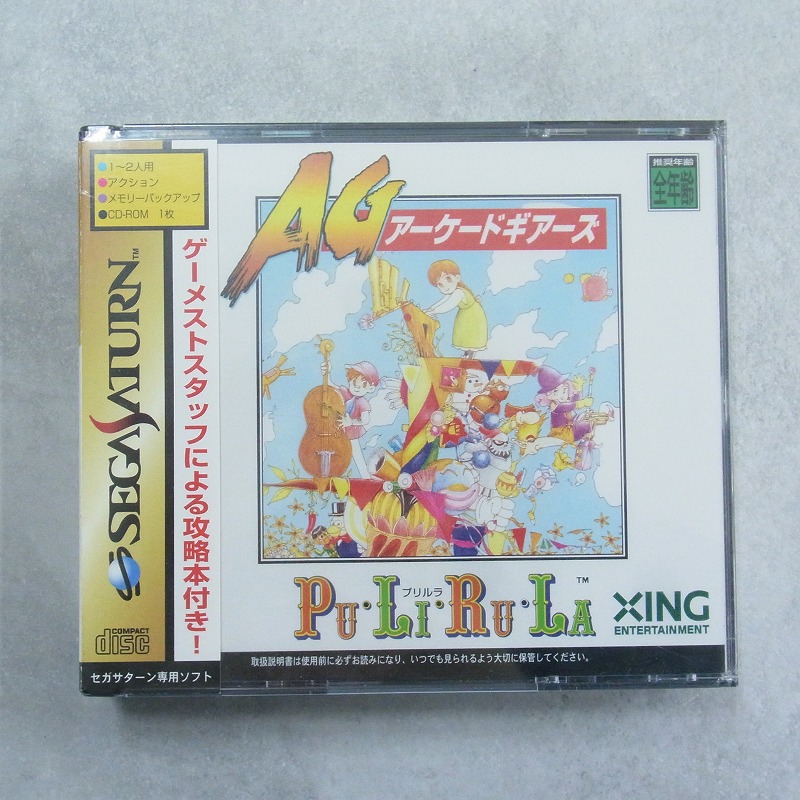 ●1～2人用
●アクション
●メモリーバックアップ
●CD-ROM 1枚
SEGA SATURN™
COMPACT
disc
セガサターン専用ソフト
ゲーメストスタッフによる攻略本付き！
AG
アーケードギアーズ
推奨年齢
全年齢
プリルラ
PU・LI・RU・LA™
XING
ENTERTAINMENT
取扱説明書は使用前に必ずお読みになり、いつでも見られるよう大切に保管してください。